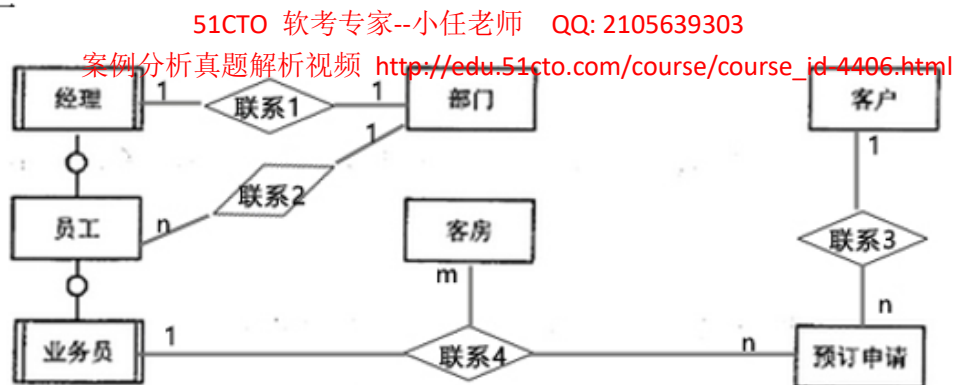 51CTO 软考专家--小任老师 QQ: 2105639303
案例分析真题解析视频 http://edu.51cto.com/course/course_id-4406.html
经理 1 联系1 1 部门 客户
1 1
联系2
员工 n 客房 联系3
m
n
业务员 1 联系4 n 预订申请